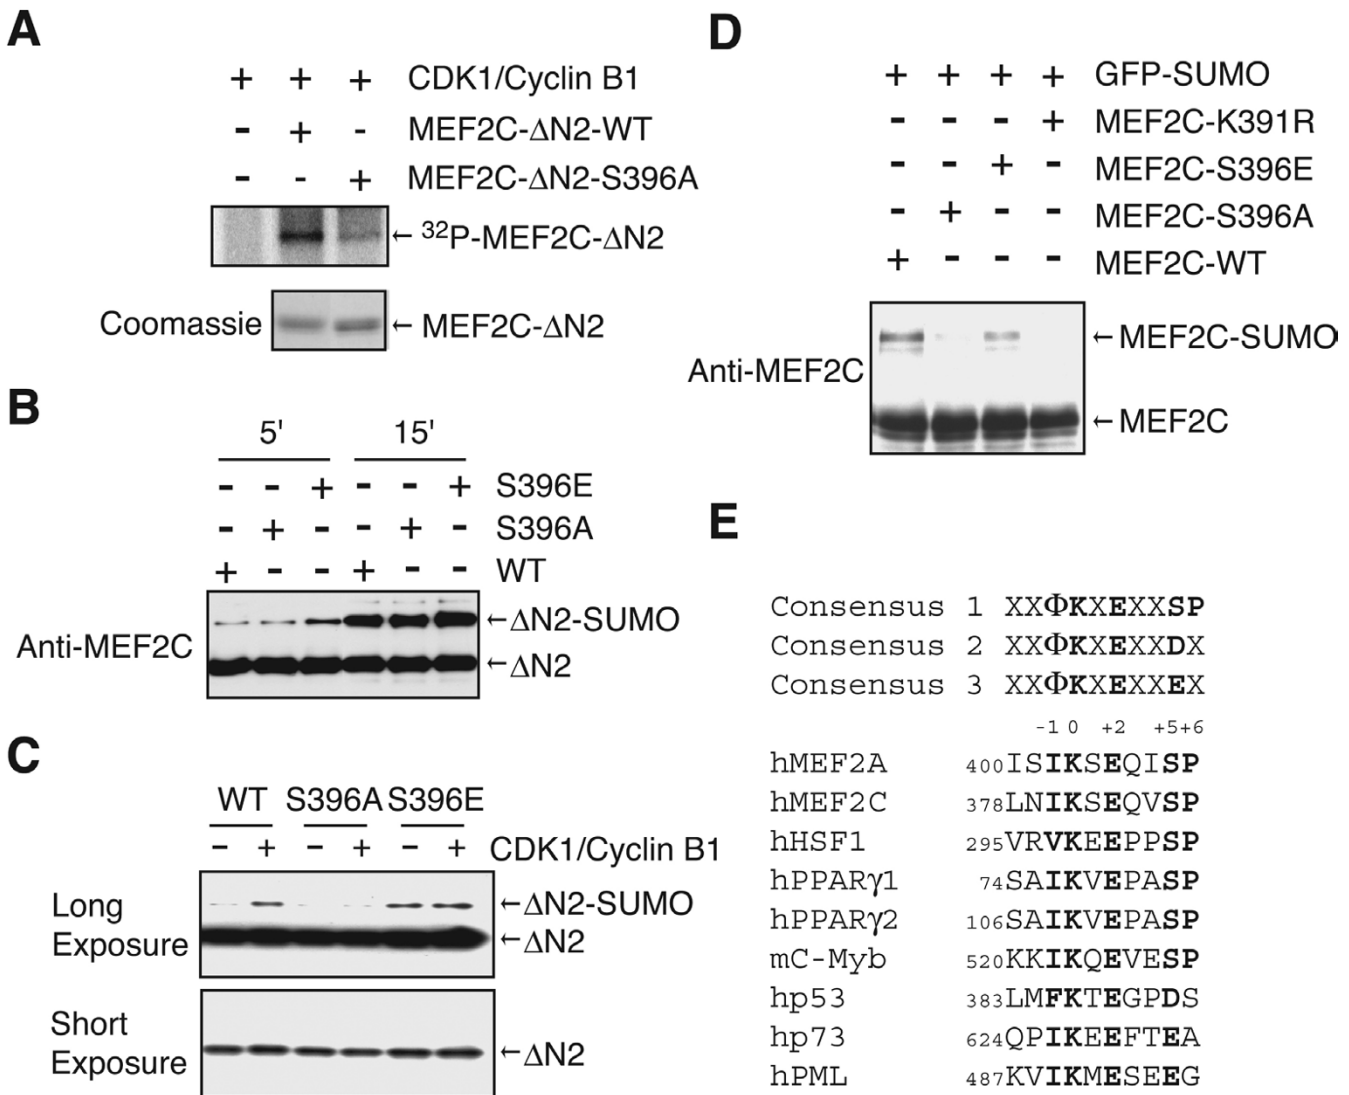 A
+ + + CDK1/Cyclin B1
- + - MEF2C-ΔN2-WT
- - + MEF2C-ΔN2-S396A
←32P-MEF2C-ΔN2
Coomassie ←MEF2C-ΔN2
B
5' 15'
- - + - - + S396E
- + - - + - S396A
+ - - + - - WT
Anti-MEF2C ←ΔN2-SUMO
←ΔN2
C
WT S396A S396E
- + - + - + CDK1/Cyclin B1
Long Exposure ←ΔN2-SUMO
←ΔN2
Short Exposure ←ΔN2
D
+ + + + GFP-SUMO
- - - + MEF2C-K391R
- - + - MEF2C-S396E
- + - - MEF2C-S396A
+ - - - MEF2C-WT
←MEF2C-SUMO
Anti-MEF2C
←MEF2C
E
Consensus 1 XXΦKXEXXSP
Consensus 2 XXΦKXEXXDX
Consensus 3 XXΦKXEXXEX
-1 0 +2 +5+6
hMEF2A 400ISIKSEQISP
hMEF2C 378LNIKSEQVSP
hHSF1 295VRVKEEPPSP
hPPARγ1 74SAIKVEPASP
hPPARγ2 106SAIKVEPASP
mC-Myb 520KKIKQEVESP
hp53 383LMFKTEGPDS
hp73 624QPIKEEFTEA
hPML 487KVIKMESEEG